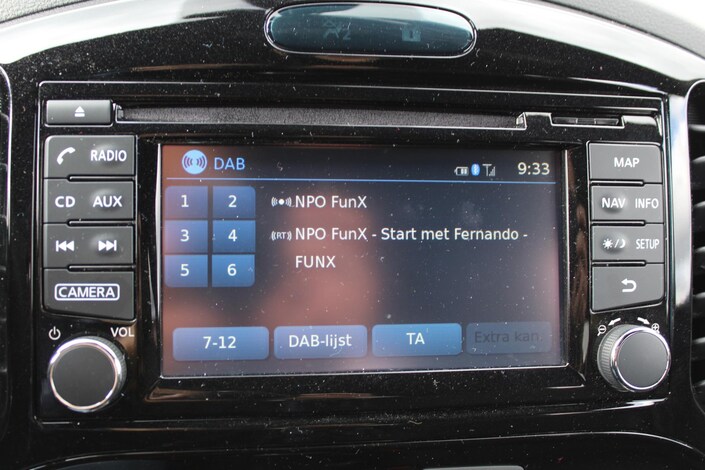 DAB
9:33
RADIO
MAP
1 2
NPO FunX
CD AUX
NAV INFO
3 4
NPO FunX - Start met Fernando -
FUNX
SETUP
5 6
CAMERA
7-12
DAB-lijst
TA
Extra kan
VOL